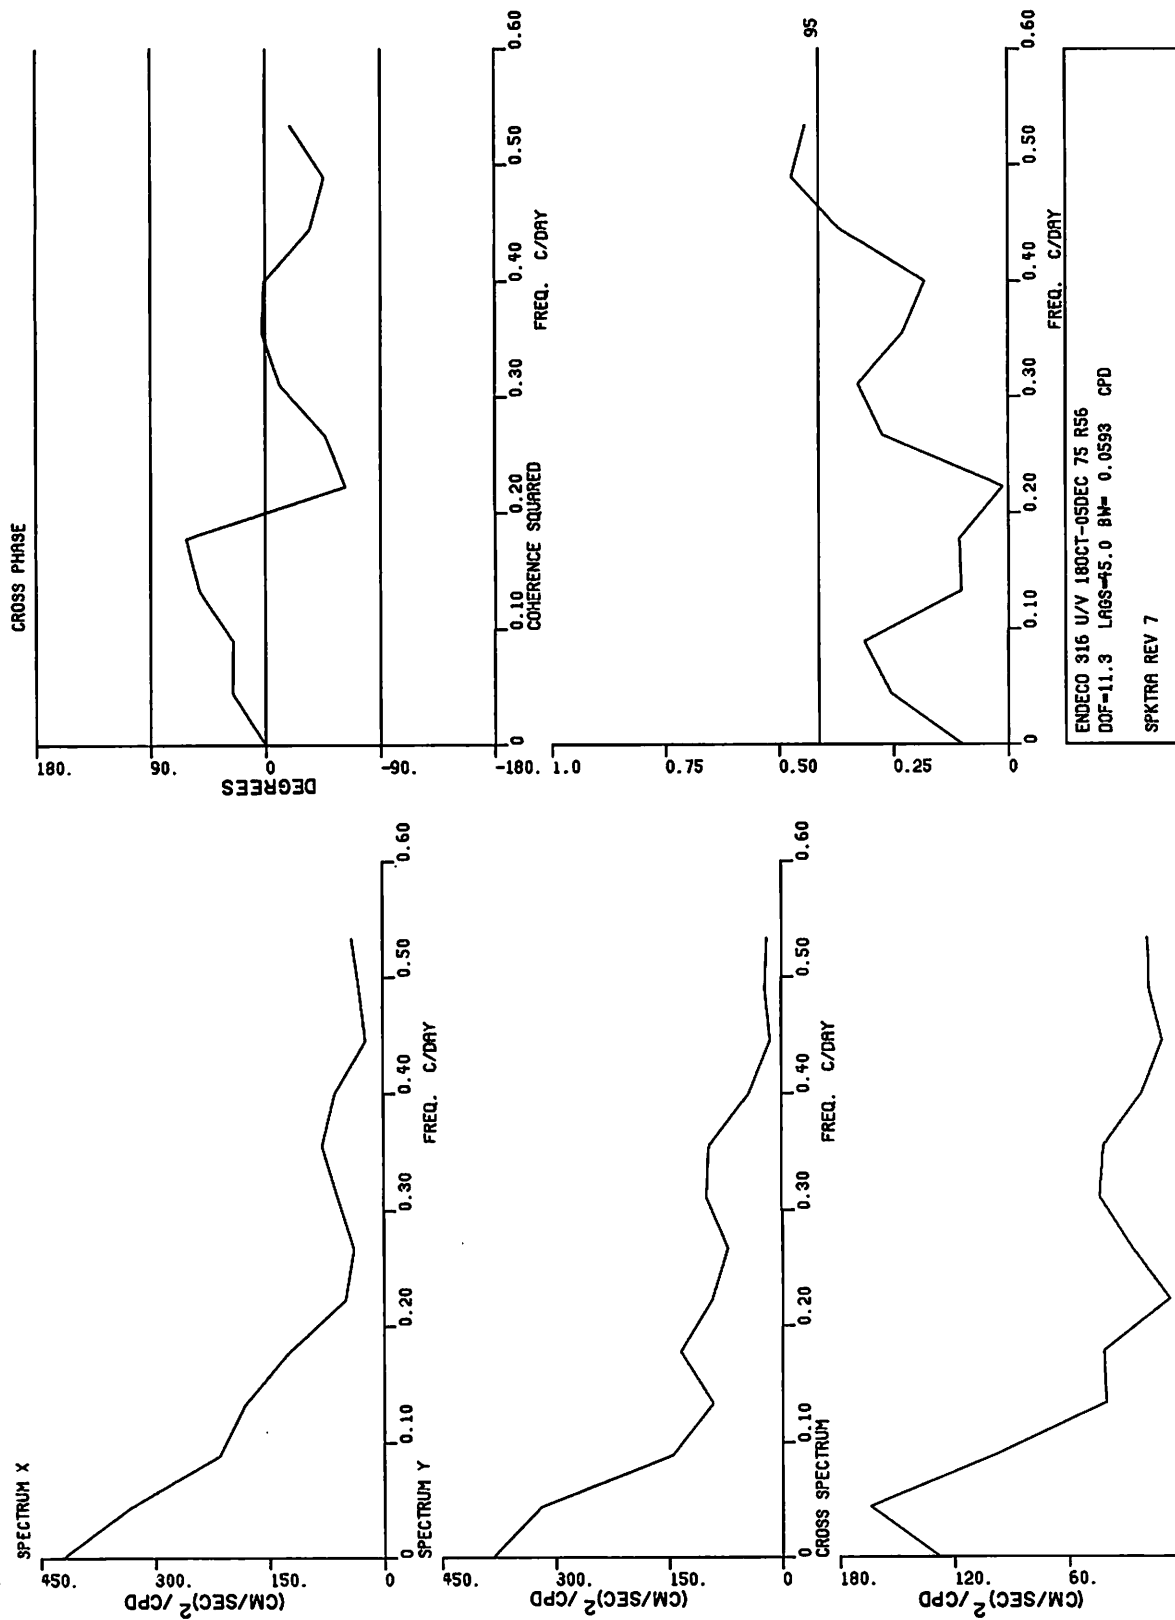 SPECTRUM X
450.
300.
150.
0
(CM/SEC)²/CPD
0 0.10 0.20 0.30 0.40 0.50 0.60
FREQ. C/DAY
SPECTRUM Y
450.
300.
150.
0
(CM/SEC)²/CPD
0 0.10 0.20 0.30 0.40 0.50 0.60
FREQ. C/DAY
CROSS SPECTRUM
180.
120.
60.
(CM/SEC)²/CPD
CROSS PHASE
180.
90.
0
-90.
-180.
DEGREES
0 0.10 0.20 0.30 0.40 0.50 0.60
FREQ. C/DAY
COHERENCE SQUARED
1.0
0.75
0.50
0.25
0
95
0 0.10 0.20 0.30 0.40 0.50 0.60
FREQ. C/DAY
ENDECO 316 U/V 18OCT-05DEC 75 R56
DOF=11.3 LAGS=45.0 BW= 0.0593 CPD
SPKTRA REV 7